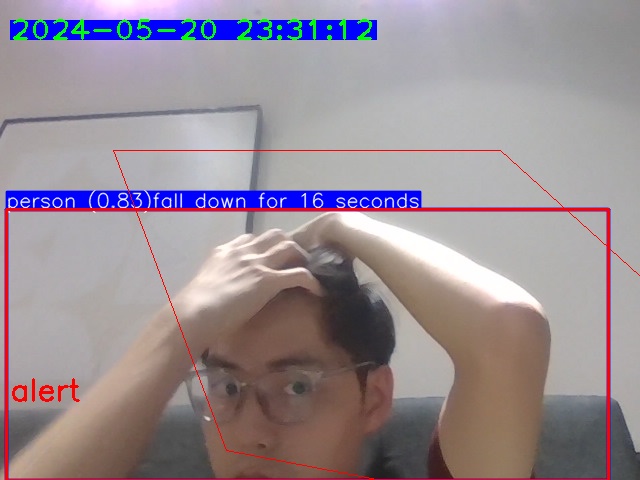 2024-05-20 23:31:12
person (0.83)fall down for 16 seconds
alert